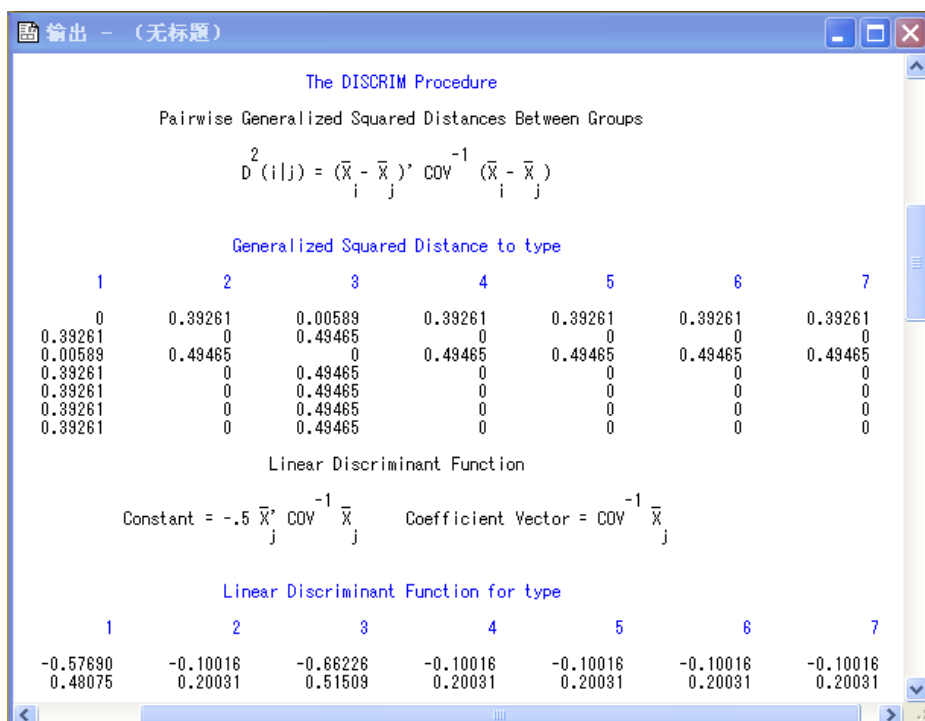 输出 - （无标题）
The DISCRIM Procedure
Pairwise Generalized Squared Distances Between Groups
D²(i|j) = (X̄ᵢ - X̄ⱼ)' COV⁻¹ (X̄ᵢ - X̄ⱼ)
Generalized Squared Distance to type
1 2 3 4 5 6 7
0 0.39261 0.00589 0.39261 0.39261 0.39261 0.39261
0.39261 0 0.49465 0 0 0 0
0.00589 0.49465 0 0.49465 0.49465 0.49465 0.49465
0.39261 0 0.49465 0 0 0 0
0.39261 0 0.49465 0 0 0 0
0.39261 0 0.49465 0 0 0 0
0.39261 0 0.49465 0 0 0 0
Linear Discriminant Function
Constant = -.5 X̄ⱼ' COV⁻¹ X̄ⱼ Coefficient Vector = COV⁻¹ X̄ⱼ
Linear Discriminant Function for type
1 2 3 4 5 6 7
-0.57690 -0.10016 -0.66226 -0.10016 -0.10016 -0.10016 -0.10016
0.48075 0.20031 0.51509 0.20031 0.20031 0.20031 0.20031